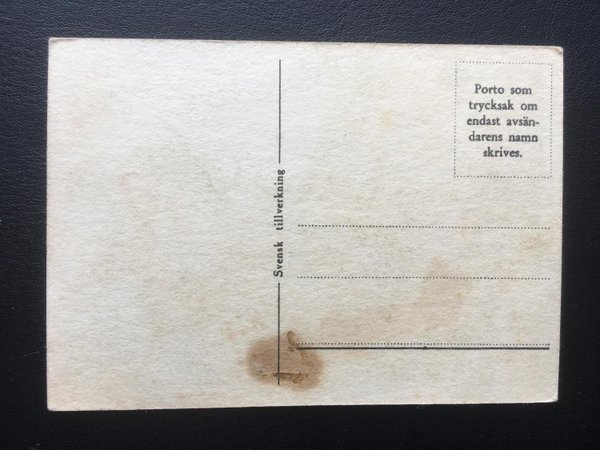 Porto som
trycksak om
endast avsän-
darens namn
skrives.
Svensk tillverkning